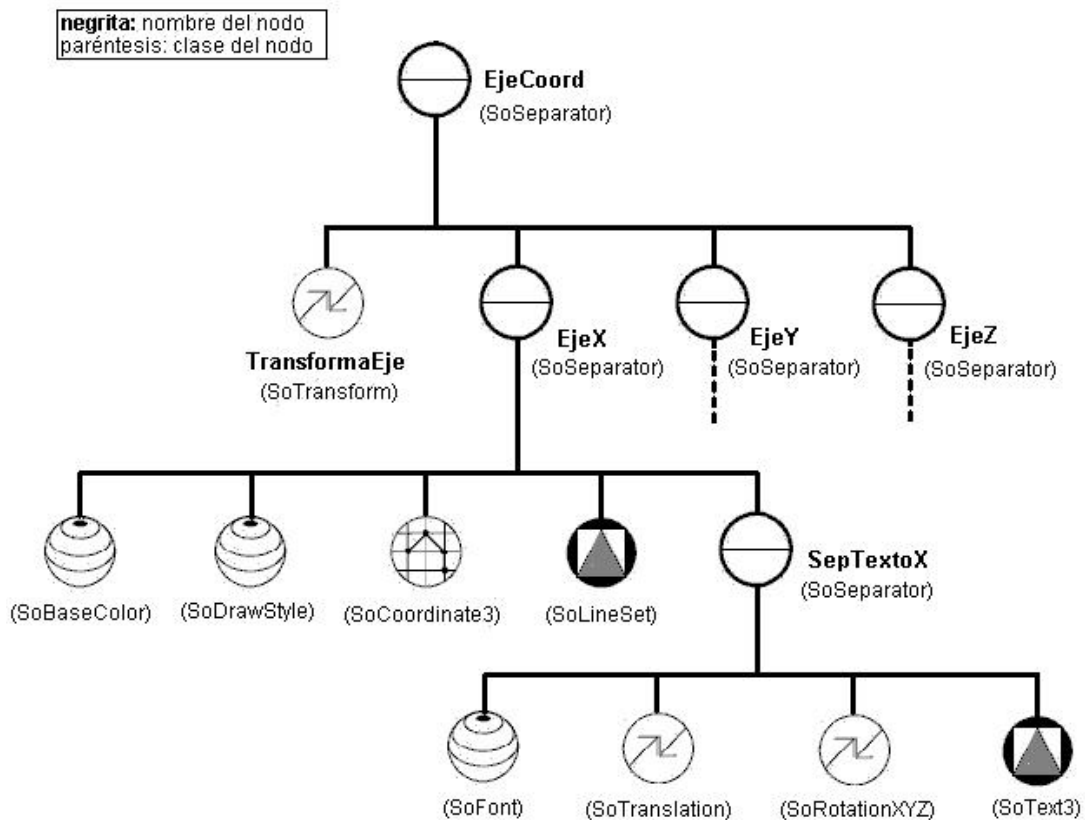 negrita: nombre del nodo
paréntesis: clase del nodo
EjeCoord
(SoSeparator)
TransformaEje
(SoTransform)
EjeX
(SoSeparator)
EjeY
(SoSeparator)
EjeZ
(SoSeparator)
(SoBaseColor)
(SoDrawStyle)
(SoCoordinate3)
(SoLineSet)
SepTextoX
(SoSeparator)
(SoFont)
(SoTranslation)
(SoRotationXYZ)
(SoText3)